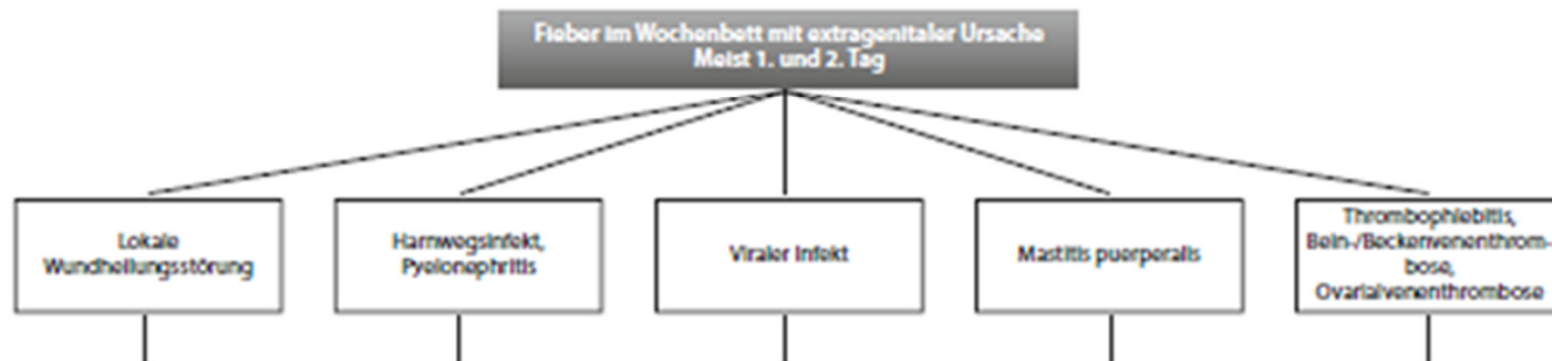 Fieber im Wochenbett mit extragenitaler Ursache
Meist 1. und 2. Tag
Lokale
Wundheilungsstörung
Harnwegsinfekt,
Pyelonephritis
Viraler Infekt
Mastitis puerperalis
Thrombophlebitis,
Bein-/Beckenvenenthrom-
bose,
Ovarialvenenthrombose